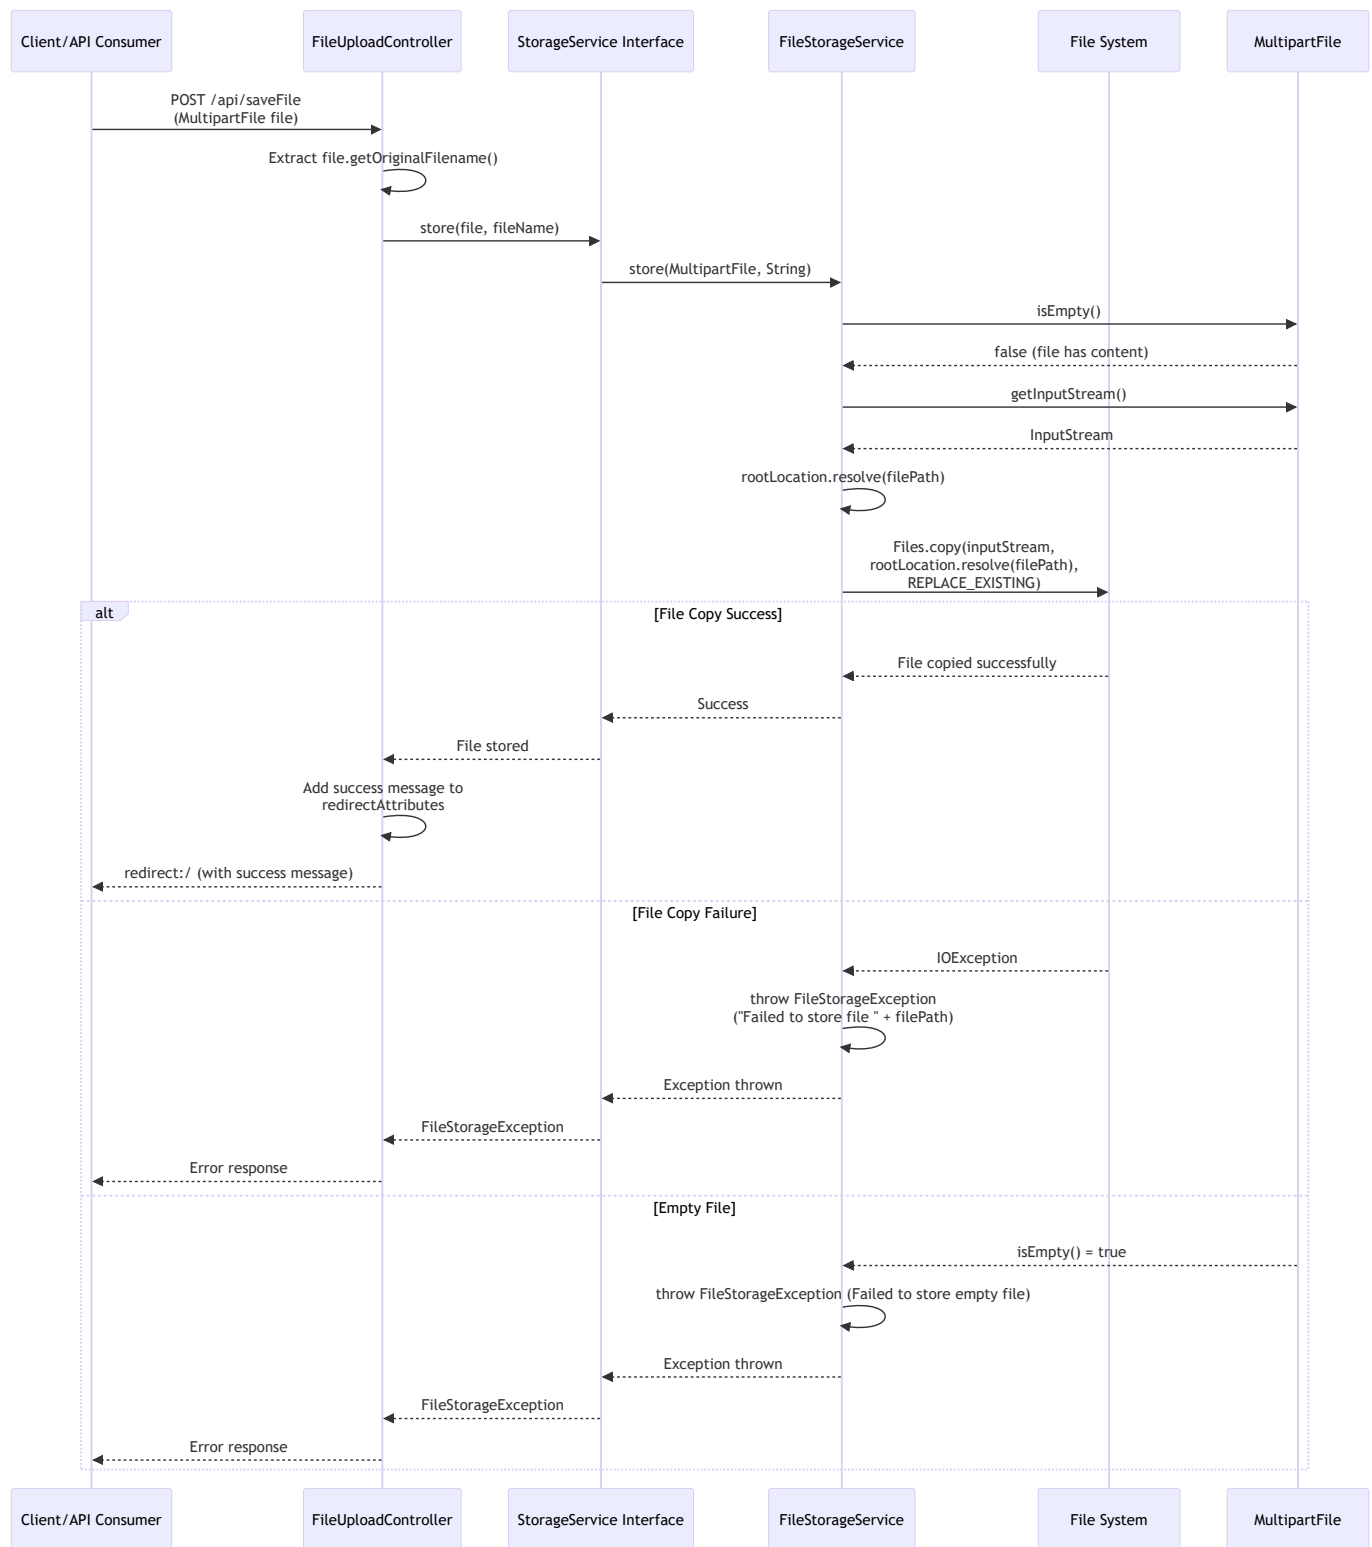 Client/API Consumer
FileUploadController
StorageService Interface
FileStorageService
File System
MultipartFile
POST /api/saveFile
(MultipartFile file)
Extract file.getOriginalFilename()
store(file, fileName)
store(MultipartFile, String)
isEmpty()
false (file has content)
getInputStream()
InputStream
rootLocation.resolve(filePath)
Files.copy(inputStream,
rootLocation.resolve(filePath),
REPLACE_EXISTING)
alt
[File Copy Success]
File copied successfully
Success
File stored
Add success message to
redirectAttributes
redirect:/ (with success message)
[File Copy Failure]
IOException
throw FileStorageException
("Failed to store file " + filePath)
Exception thrown
FileStorageException
Error response
[Empty File]
isEmpty() = true
throw FileStorageException (Failed to store empty file)
Exception thrown
FileStorageException
Error response
Client/API Consumer
FileUploadController
StorageService Interface
FileStorageService
File System
MultipartFile